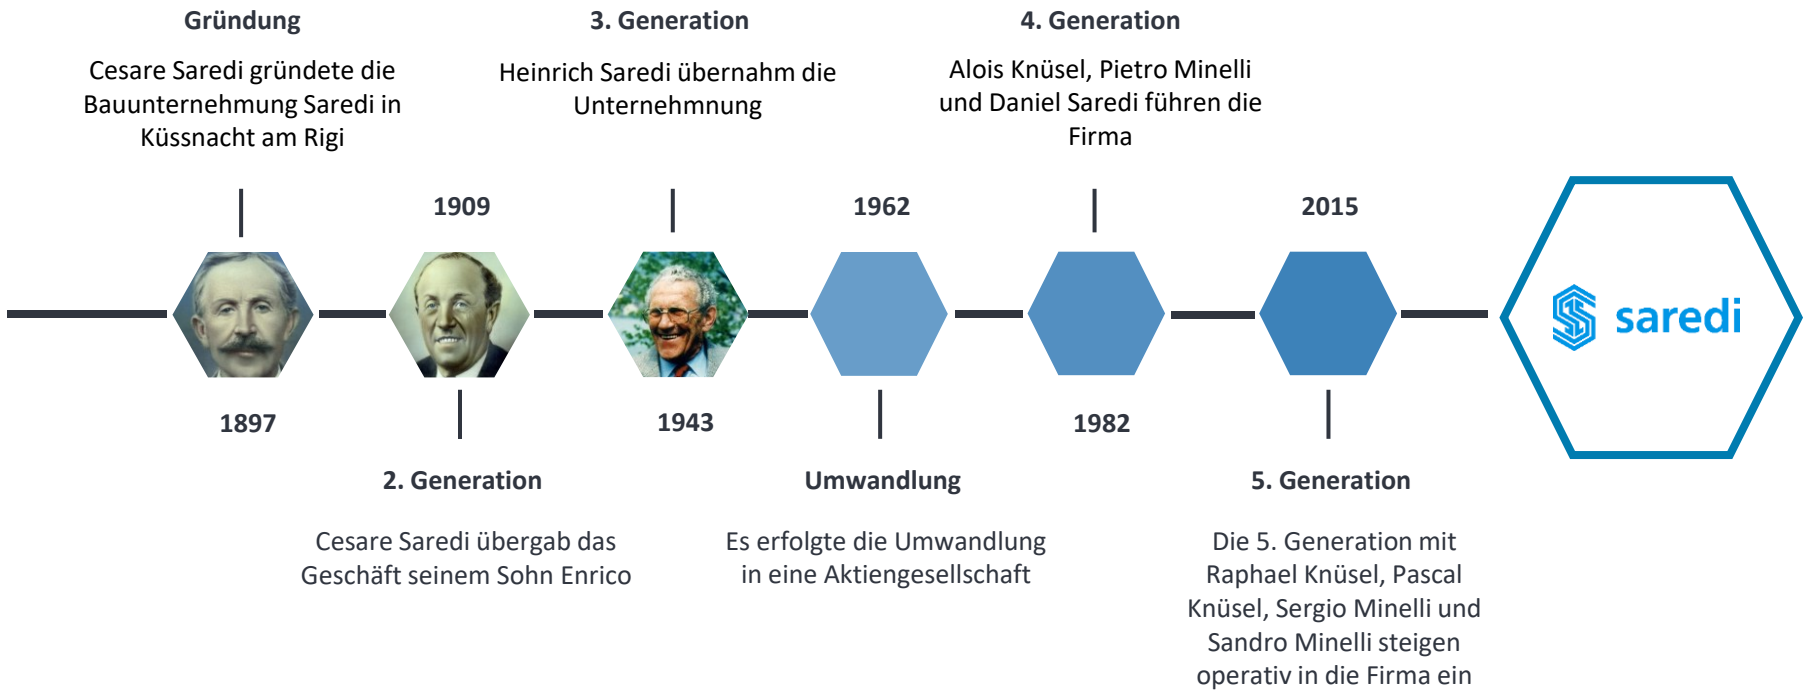 Gründung
Cesare Saredi gründete die
Bauunternehmung Saredi in
Küssnacht am Rigi
1897
1909
2. Generation
Cesare Saredi übergab das
Geschäft seinem Sohn Enrico
3. Generation
Heinrich Saredi übernahm die
Unternehmnung
1943
1962
Umwandlung
Es erfolgte die Umwandlung
in eine Aktiengesellschaft
4. Generation
Alois Knüsel, Pietro Minelli
und Daniel Saredi führen die
Firma
1982
2015
5. Generation
Die 5. Generation mit
Raphael Knüsel, Pascal
Knüsel, Sergio Minelli und
Sandro Minelli steigen
operativ in die Firma ein
saredi